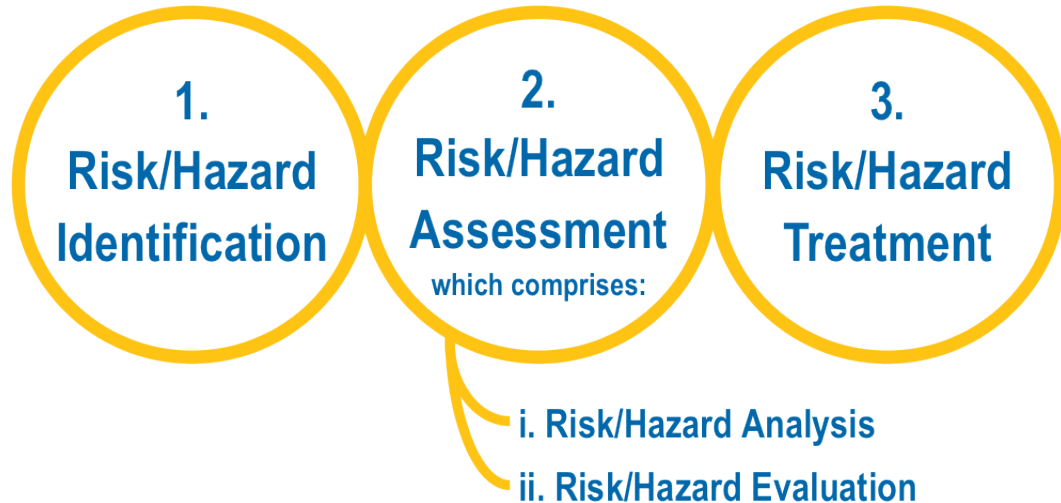 1.
Risk/Hazard
Identification
2.
Risk/Hazard
Assessment
which comprises:
i. Risk/Hazard Analysis
ii. Risk/Hazard Evaluation
3.
Risk/Hazard
Treatment